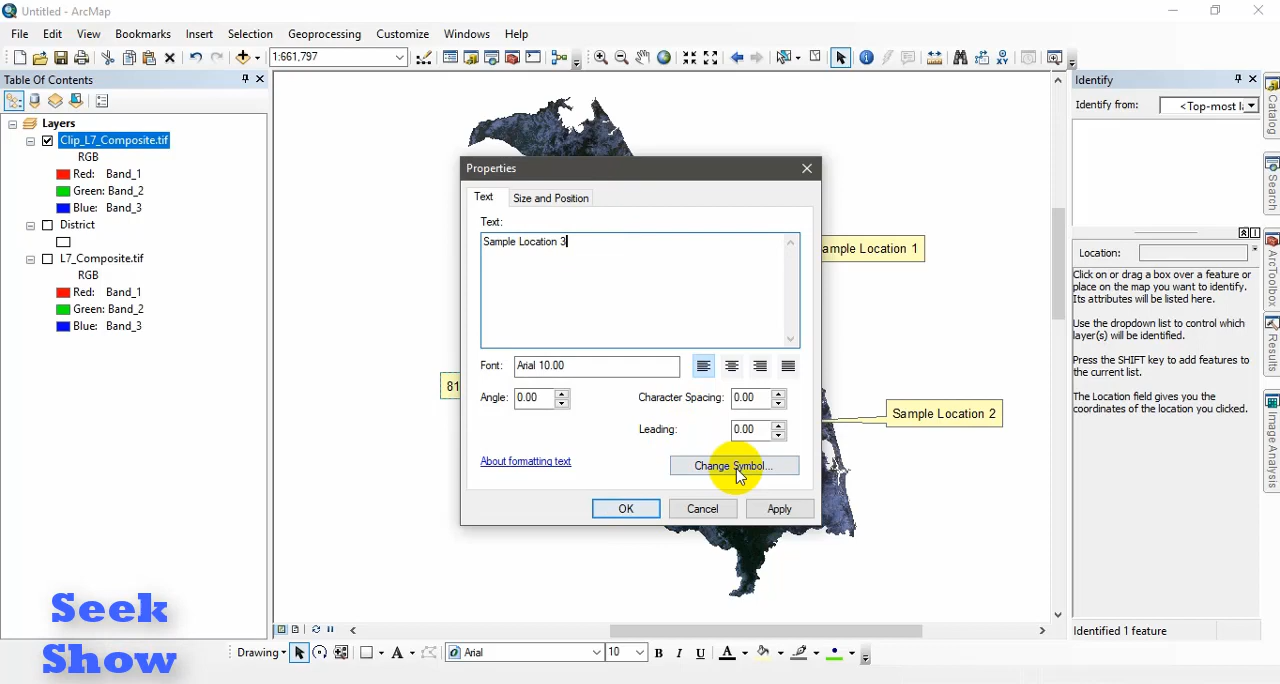 Untitled - ArcMap
File Edit View Bookmarks Insert Selection Geoprocessing Customize Windows Help
1:661,797
Table Of Contents
Layers
Clip_L7_Composite.tif
RGB
Red: Band_1
Green: Band_2
Blue: Band_3
District
L7_Composite.tif
RGB
Red: Band_1
Green: Band_2
Blue: Band_3
Properties
Text Size and Position
Text:
Sample Location 3
Font: Arial 10.00
Angle: 0.00 Character Spacing: 0.00
Leading: 0.00
About formatting text Change Symbol...
OK Cancel Apply
81
ample Location 1
Sample Location 2
Identify
Identify from: <Top-most l
Location:
Click on or drag a box over a feature or
place on the map you want to identify.
Its attributes will be listed here.
Use the dropdown list to control which
layer(s) will be identified.
Press the SHIFT key to add features to
the current list.
The Location field gives you the
coordinates of the location you clicked.
Identified 1 feature
Catalog
Search
ArcToolbox
Results
Image Analysis
Drawing A Arial 10 B I U A
Seek
Show